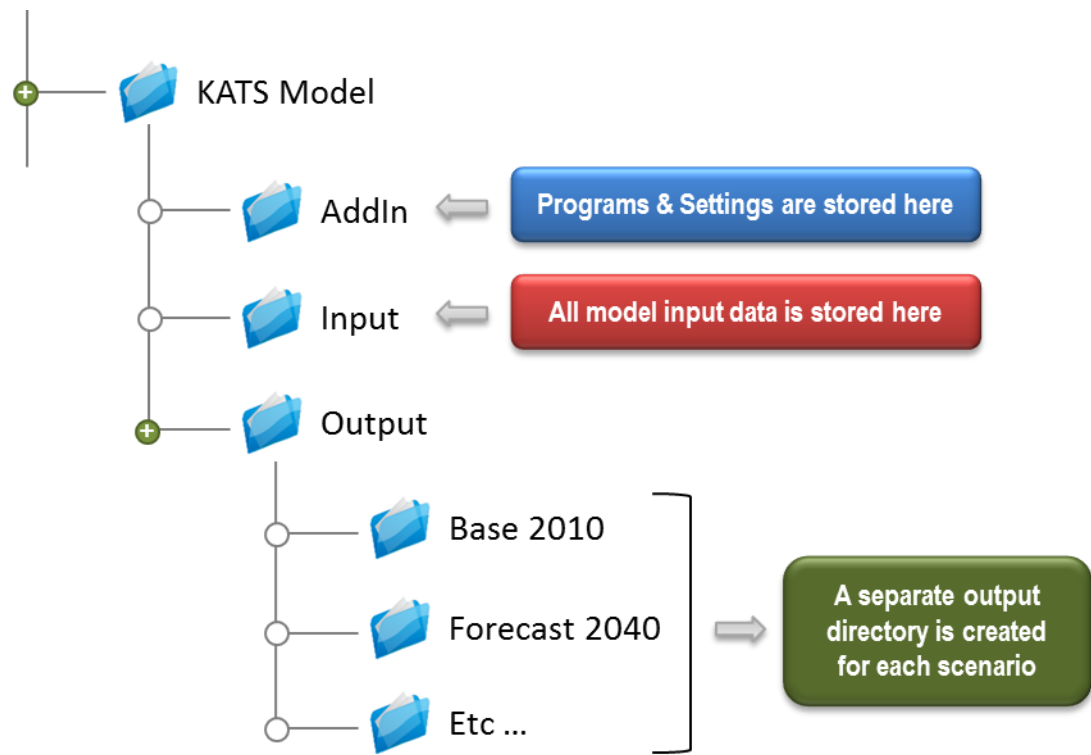 KATS Model
AddIn
Programs & Settings are stored here
Input
All model input data is stored here
Output
Base 2010
Forecast 2040
Etc ...
A separate output
directory is created
for each scenario